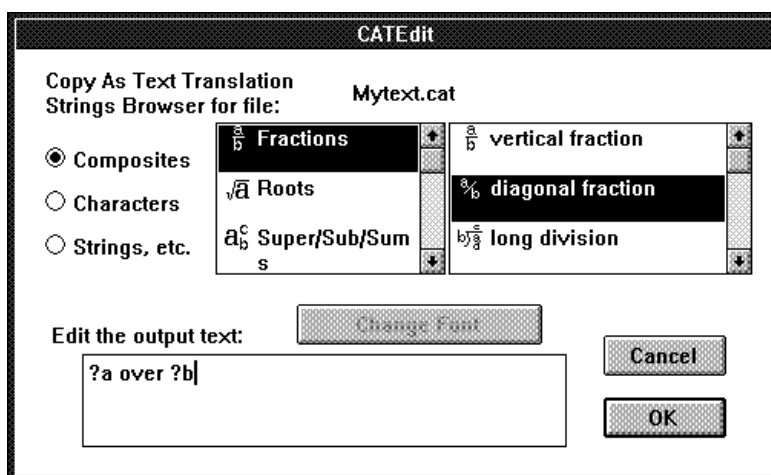 CATEdit
Copy As Text Translation
Strings Browser for file:
Mytext.cat
Composites
Characters
Strings, etc.
a/b Fractions
√a Roots
a c b Super/Sub/Sum
s
a/b vertical fraction
a/b diagonal fraction
long division
Change Font
Edit the output text:
?a over ?b
Cancel
OK